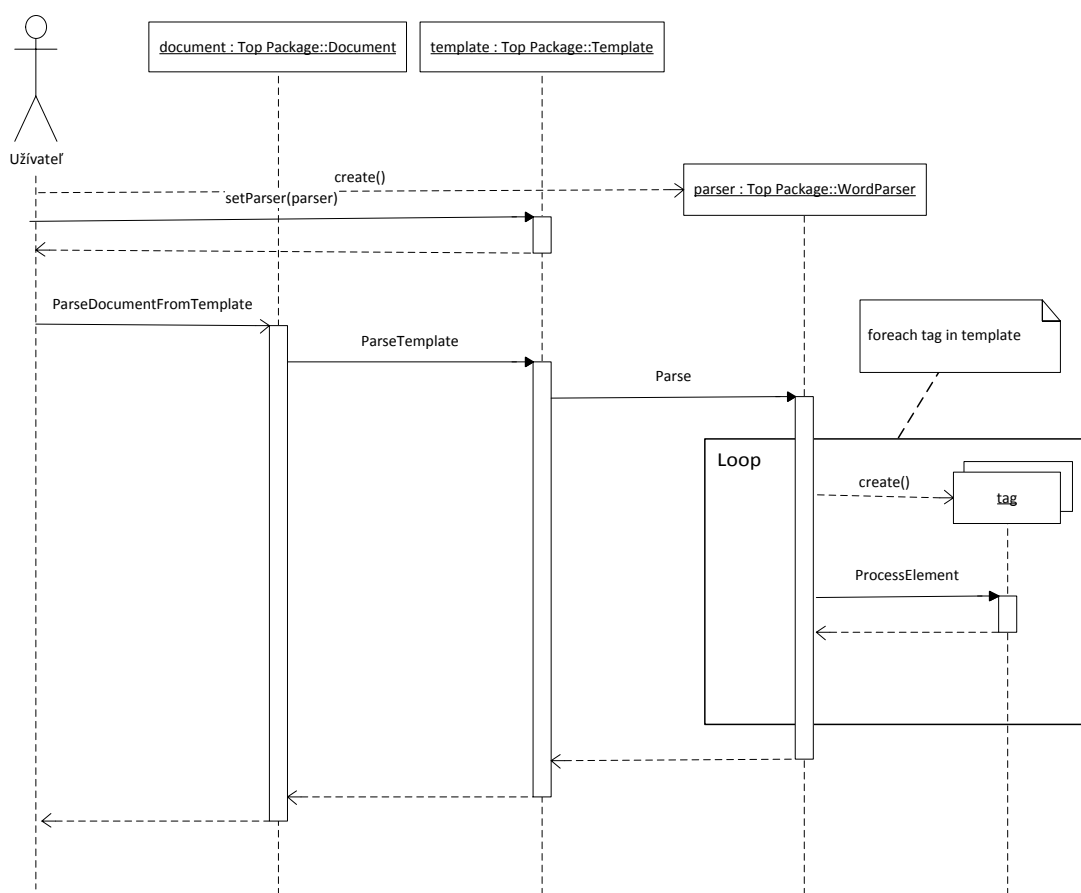 document : Top Package::Document
template : Top Package::Template
Užívateľ
create()
parser : Top Package::WordParser
setParser(parser)
ParseDocumentFromTemplate
foreach tag in template
ParseTemplate
Parse
Loop
create()
tag
ProcessElement